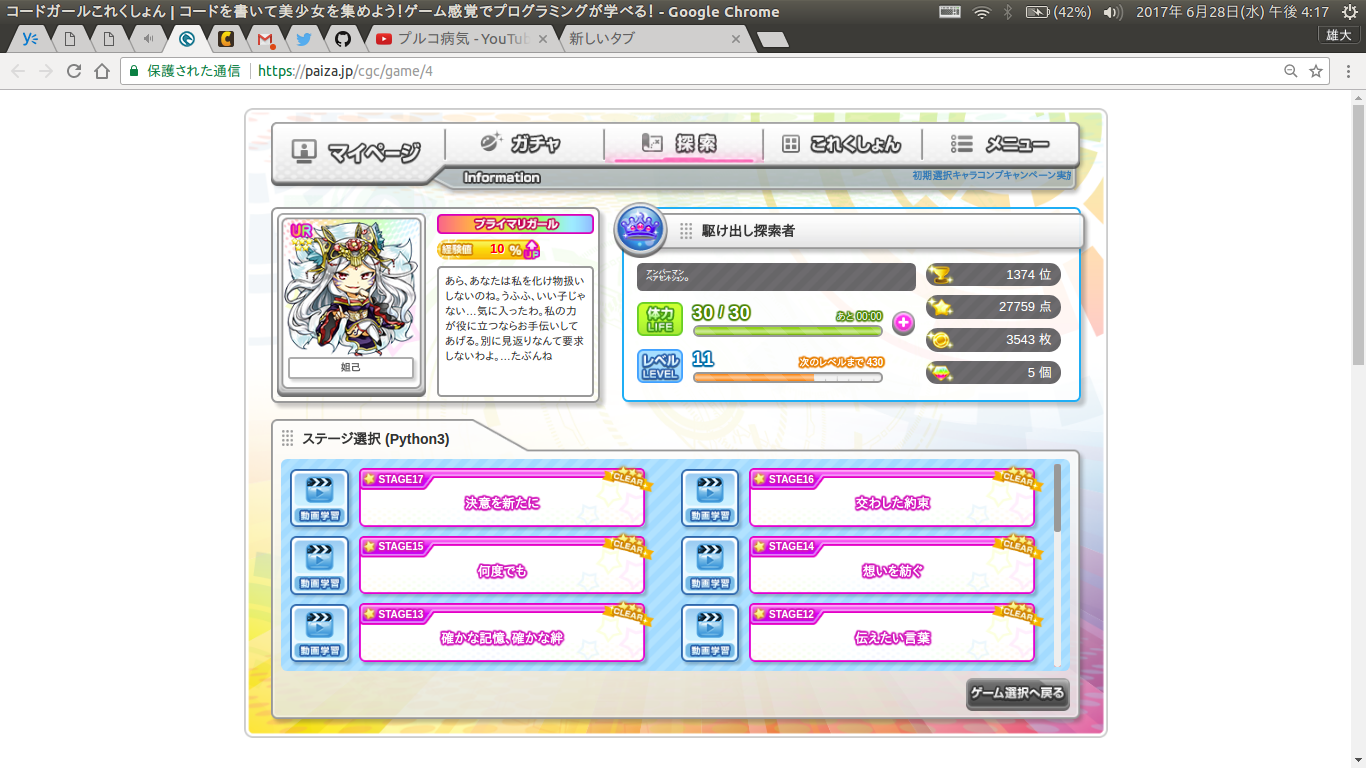 コードガールこれくしょん | コードを書いて美少女を集めよう!ゲーム感覚でプログラミングが学べる! - Google Chrome
(42%)
2017年 6月28日(水) 午後 4:17
プルコ病気 - YouTub
新しいタブ
雄大
保護された通信
https://paiza.jp/cgc/game/4
マイページ
ガチャ
探索
これくしょん
メニュー
Information
初期選択キャラコンプキャンペーン実施
UR
妲己
プライマリガール
経験値 10 % UP
あら、あなたは私を化け物扱い
しないのね。うふふ、いい子じゃ
ない…気に入ったわ。私の力
が役に立つならお手伝いして
あげる。別に見返りなんて要求
しないわよ。…たぶんね
駆け出し探索者
アンパーマン
ペアセントション。
体力
LIFE
30 / 30
あと 00:00
レベル
LEVEL
11
次のレベルまで 430
1374 位
27759 点
3543 枚
5 個
ステージ選択 (Python3)
動画学習
STAGE17
CLEAR
決意を新たに
動画学習
STAGE16
CLEAR
交わした約束
動画学習
STAGE15
CLEAR
何度でも
動画学習
STAGE14
CLEAR
想いを紡ぐ
動画学習
STAGE13
CLEAR
確かな記憶、確かな絆
動画学習
STAGE12
CLEAR
伝えたい言葉
ゲーム選択へ戻る